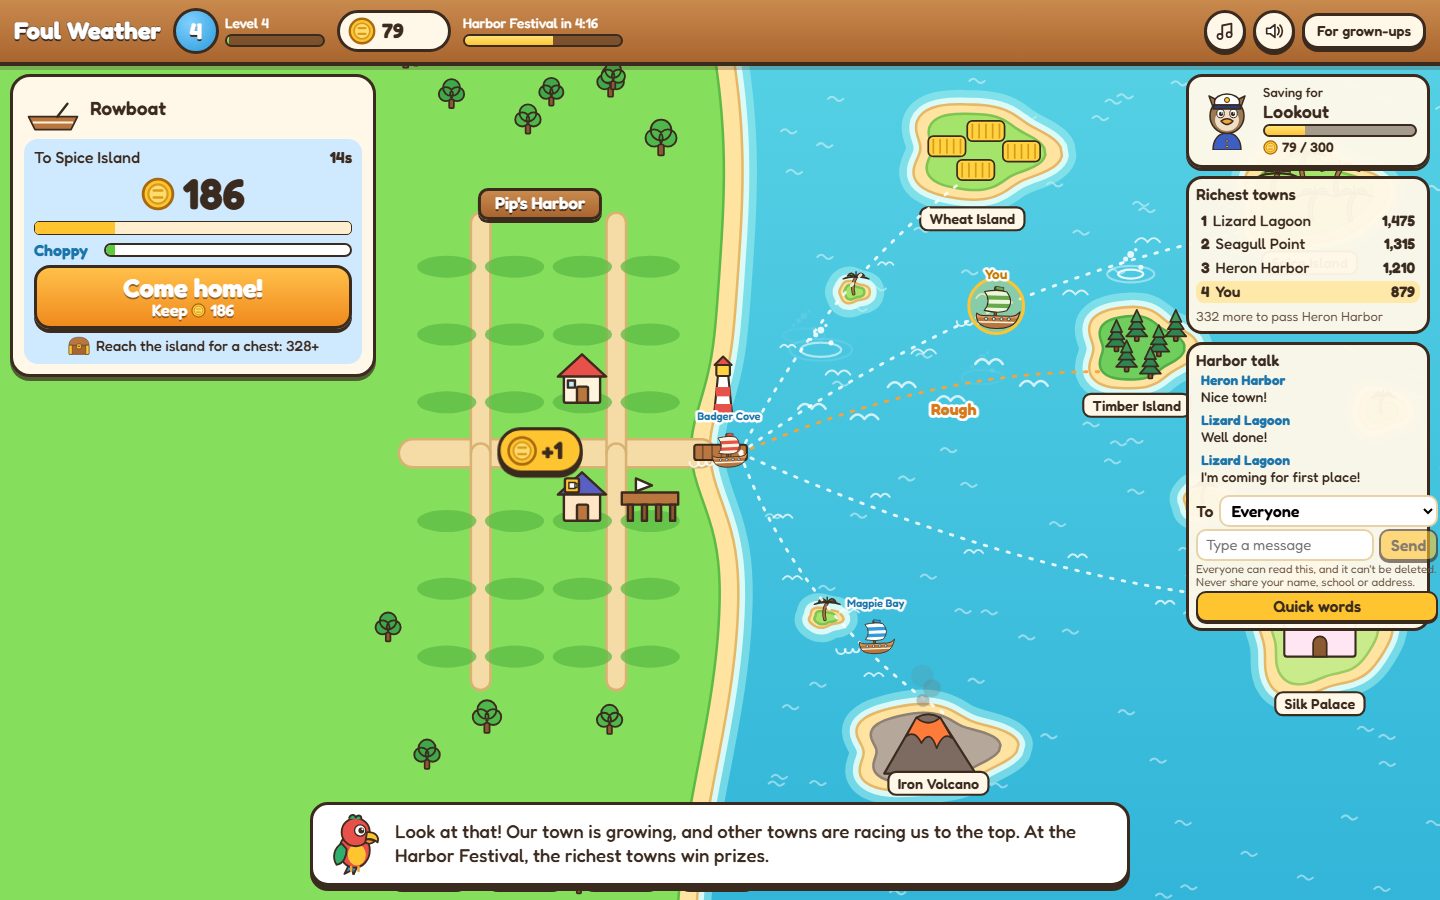 Foul Weather
4
Level 4
79
Harbor Festival in 4:16
For grown-ups
Rowboat
To Spice Island
14s
186
Choppy
Come home!
Keep 186
Reach the island for a chest: 328+
Pip's Harbor
+1
Badger Cove
You
Rough
Wheat Island
Timber Island
Magpie Bay
Iron Volcano
Silk Palace
Saving for
Lookout
79 / 300
Richest towns
1 Lizard Lagoon 1,475
2 Seagull Point 1,315
3 Heron Harbor 1,210
4 You 879
332 more to pass Heron Harbor
Harbor talk
Heron Harbor
Nice town!
Lizard Lagoon
Well done!
Lizard Lagoon
I'm coming for first place!
To Everyone
Type a message
Send
Everyone can read this, and it can't be deleted.
Never share your name, school or address.
Quick words
Look at that! Our town is growing, and other towns are racing us to the top. At the
Harbor Festival, the richest towns win prizes.